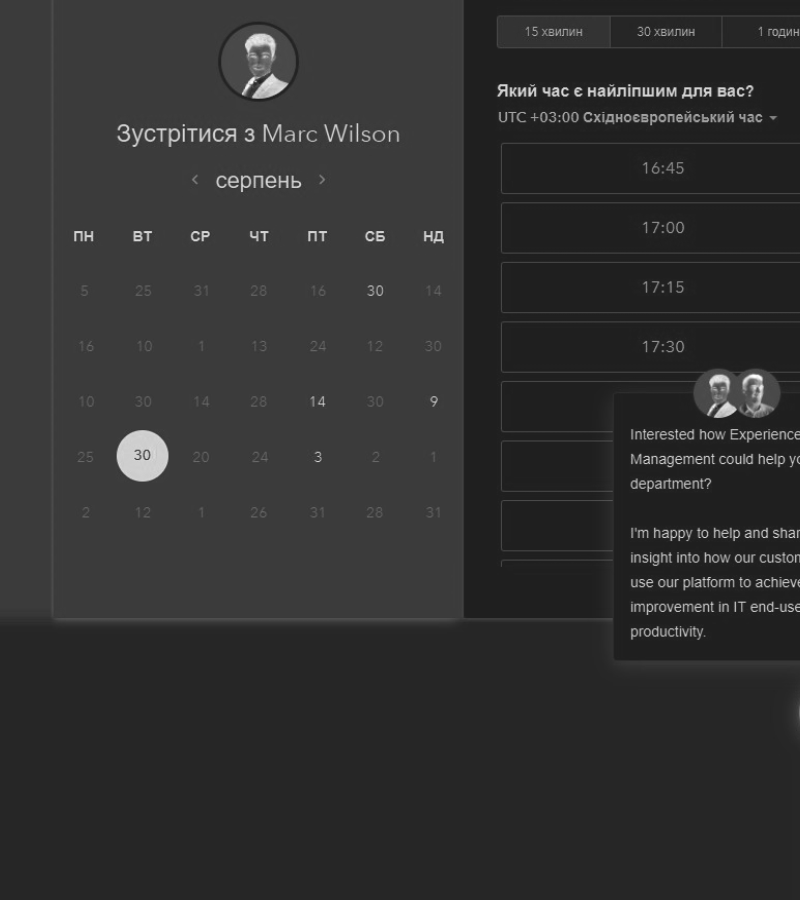 Зустрітися з Marc Wilson
серпень
ПН ВТ СР ЧТ ПТ СБ НД
5 25 31 28 16 30 14
16 10 1 13 24 12 30
10 30 14 28 14 30 9
25 30 20 24 3 2 1
2 12 1 26 31 28 31
15 хвилин 30 хвилин 1 годин
Який час є найліпшим для вас?
UTC +03:00 Східноєвропейський час
16:45
17:00
17:15
17:30
Interested how Experience
Management could help yo
department?
I'm happy to help and shar
insight into how our custom
use our platform to achieve
improvement in IT end-use
productivity.